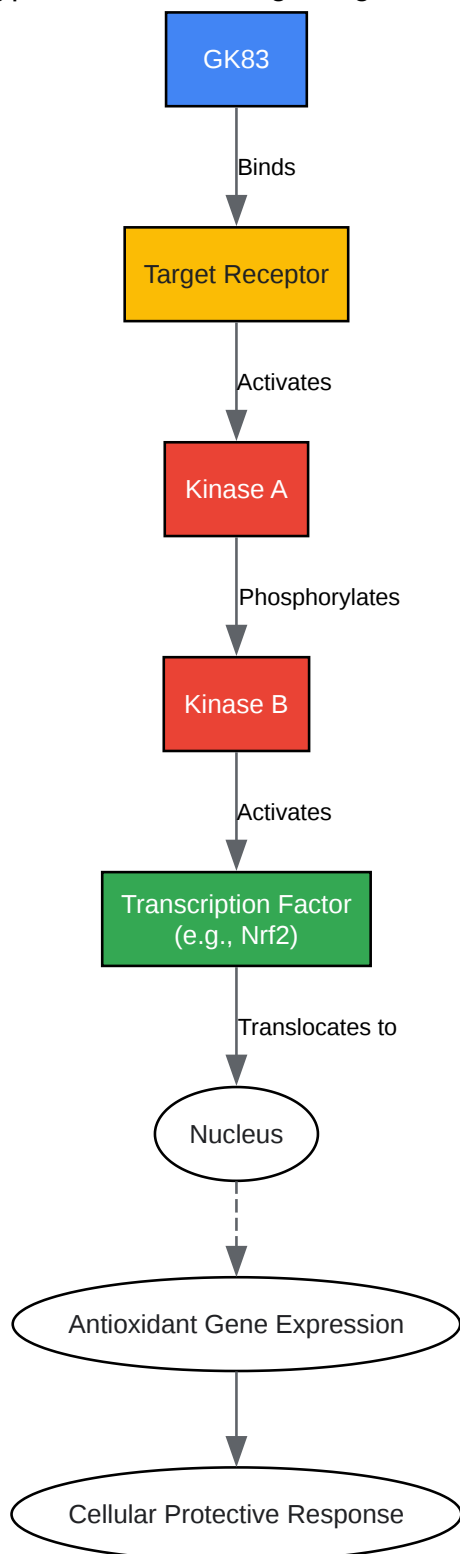 GK83
Binds
Target Receptor
Activates
Kinase A
Phosphorylates
Kinase B
Activates
Transcription Factor
(e.g., Nrf2)
Translocates to
Nucleus
Antioxidant Gene Expression
Cellular Protective Response